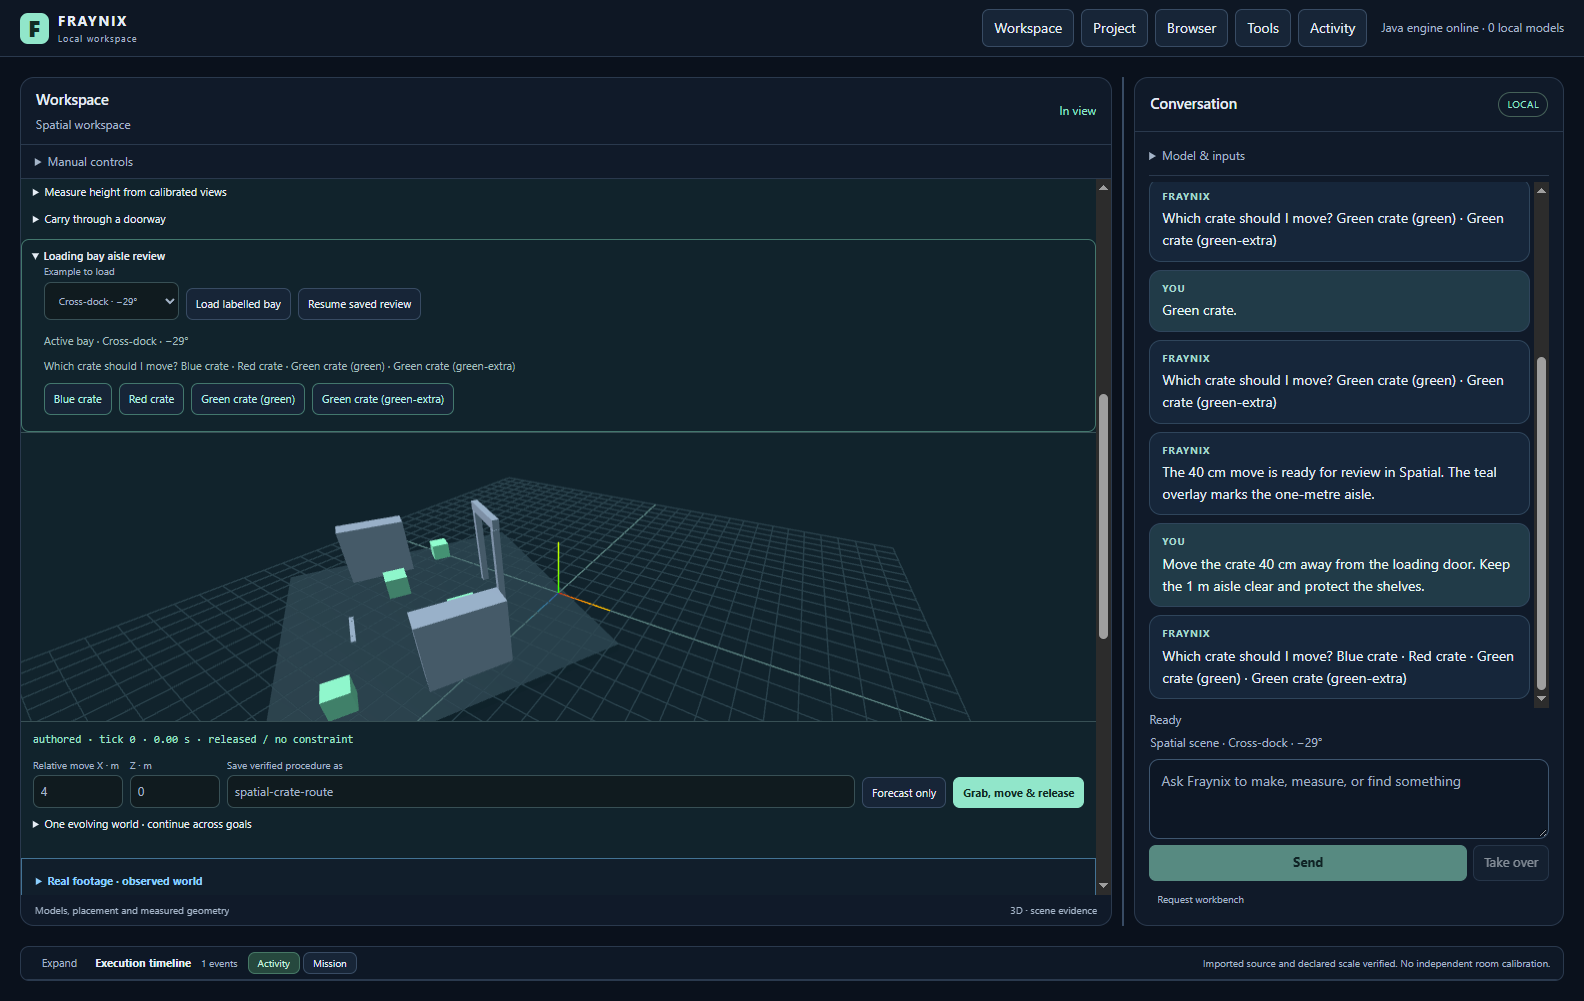 F FRAYNIX
Local workspace
Workspace Project Browser Tools Activity Java engine online · 0 local models
Workspace
Spatial workspace
In view
▶ Manual controls
▶ Measure height from calibrated views
▶ Carry through a doorway
▼ Loading bay aisle review
Example to load
Cross-dock · −29° Load labelled bay Resume saved review
Active bay · Cross-dock · −29°
Which crate should I move? Blue crate · Red crate · Green crate (green) · Green crate (green-extra)
Blue crate Red crate Green crate (green) Green crate (green-extra)
authored · tick 0 · 0.00 s · released / no constraint
Relative move X · m Z · m Save verified procedure as
4 0 spatial-crate-route Forecast only Grab, move & release
▶ One evolving world · continue across goals
▶ Real footage · observed world
Models, placement and measured geometry 3D · scene evidence
Conversation LOCAL
▶ Model & inputs
FRAYNIX
Which crate should I move? Green crate (green) · Green
crate (green-extra)
YOU
Green crate.
FRAYNIX
Which crate should I move? Green crate (green) · Green
crate (green-extra)
FRAYNIX
The 40 cm move is ready for review in Spatial. The teal
overlay marks the one-metre aisle.
YOU
Move the crate 40 cm away from the loading door. Keep
the 1 m aisle clear and protect the shelves.
FRAYNIX
Which crate should I move? Blue crate · Red crate · Green
crate (green) · Green crate (green-extra)
Ready
Spatial scene · Cross-dock · −29°
Ask Fraynix to make, measure, or find something
Send Take over
Request workbench
Expand Execution timeline 1 events Activity Mission Imported source and declared scale verified. No independent room calibration.